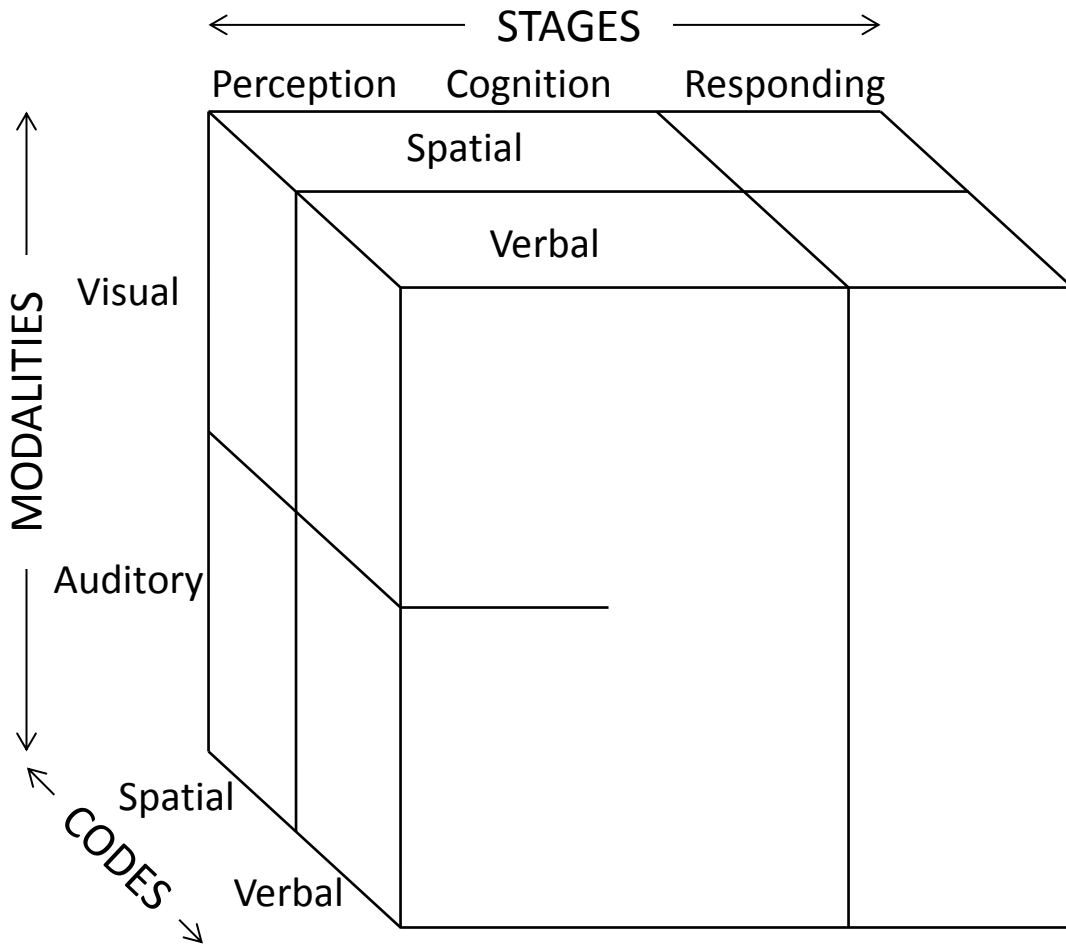 STAGES
Perception Cognition Responding
Spatial
Verbal
Visual
MODALITIES
Auditory
Spatial
CODES
Verbal